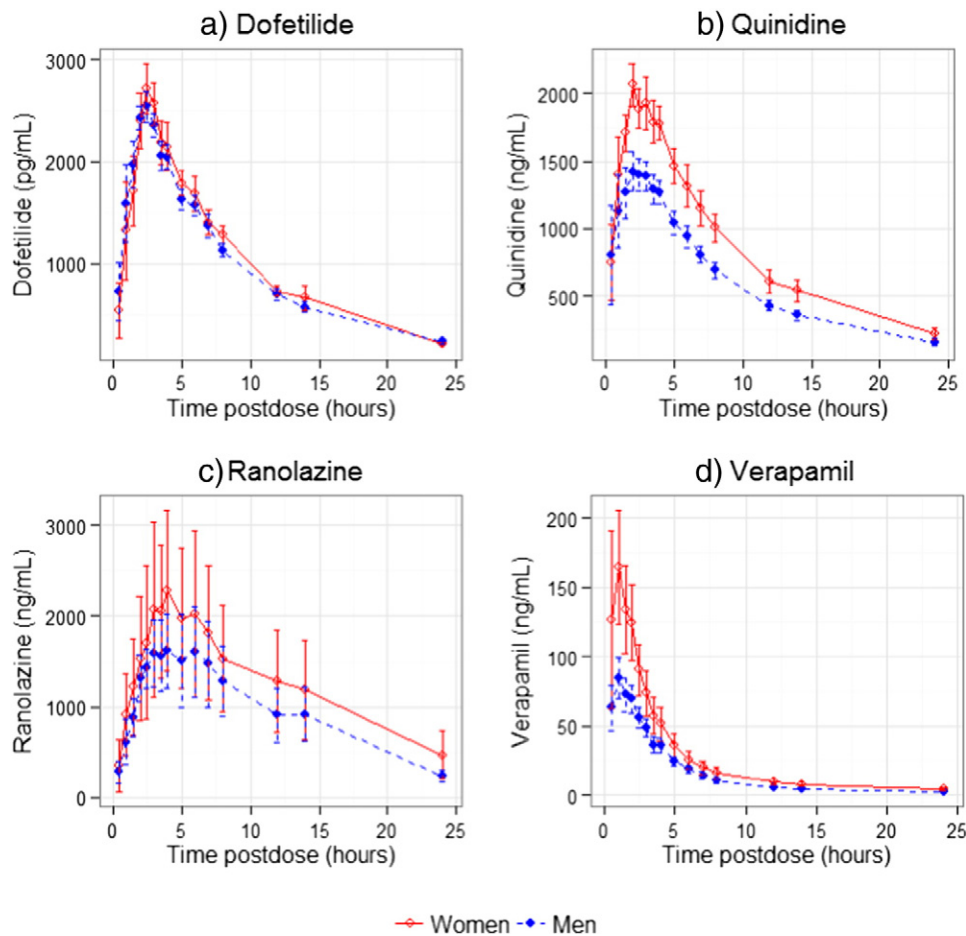 a) Dofetilide
b) Quinidine
Dofetilide (pg/mL)
3000
2000
1000
0 5 10 15 20 25
Time postdose (hours)
Quinidine (ng/mL)
2000
1500
1000
500
0 5 10 15 20 25
Time postdose (hours)
c) Ranolazine
d) Verapamil
Ranolazine (ng/mL)
3000
2000
1000
0
0 5 10 15 20 25
Time postdose (hours)
Verapamil (ng/mL)
200
150
100
50
0
0 5 10 15 20 25
Time postdose (hours)
Women Men